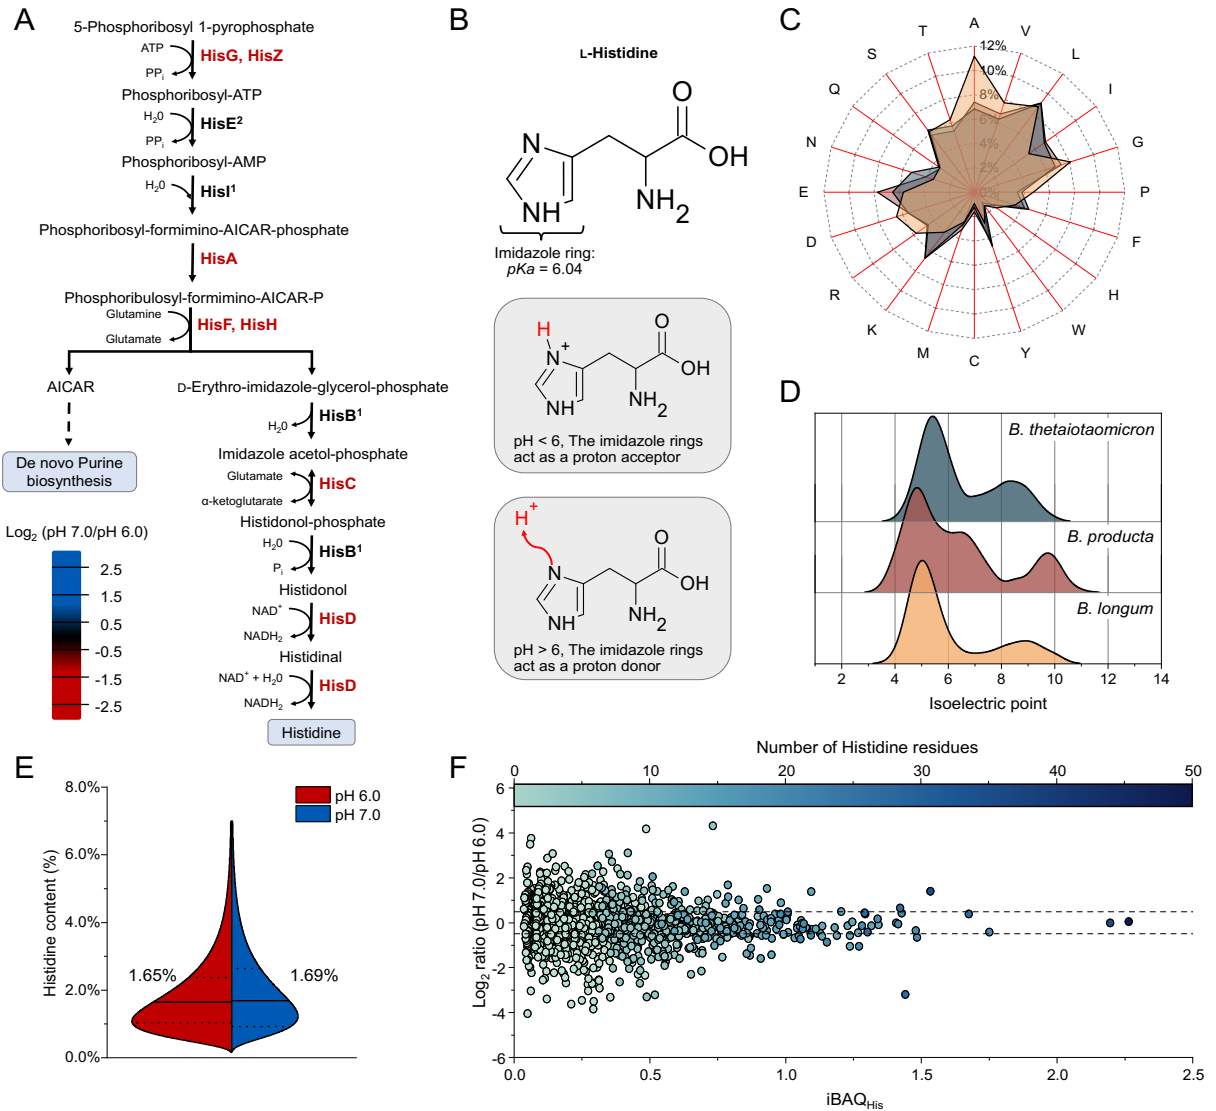 A
5-Phosphoribosyl 1-pyrophosphate
ATP
HisG, HisZ
PPi
Phosphoribosyl-ATP
H20
HisE2
PPi
Phosphoribosyl-AMP
H20
HisI1
Phosphoribosyl-formimino-AICAR-phosphate
HisA
Phosphoribulosyl-formimino-AICAR-P
Glutamine
HisF, HisH
Glutamate
AICAR
D-Erythro-imidazole-glycerol-phosphate
HisB1
H20
De novo Purine
biosynthesis
Imidazole acetol-phosphate
Glutamate
HisC
α-ketoglutarate
Histidonol-phosphate
H20
HisB1
Pi
Histidonol
NAD+
HisD
NADH2
Histidinal
NAD+ + H20
HisD
NADH2
Histidine
Log2 (pH 7.0/pH 6.0)
2.5
1.5
0.5
-0.5
-1.5
-2.5
B
L-Histidine
O
N
OH
NH
NH2
Imidazole ring:
pKa = 6.04
H
O
N
+
OH
NH
NH2
pH < 6, The imidazole rings
act as a proton acceptor
H+
O
N
OH
NH
NH2
pH > 6, The imidazole rings
act as a proton donor
C
A
V
L
I
G
P
F
H
W
Y
C
M
K
R
D
E
N
Q
S
T
12%
10%
8%
6%
4%
2%
0%
D
B. thetaiotaomicron
B. producta
B. longum
2
4
6
8
10
12
14
Isoelectric point
E
8.0%
6.0%
4.0%
2.0%
0.0%
Histidine content (%)
pH 6.0
pH 7.0
1.65%
1.69%
F
Number of Histidine residues
0
10
20
30
40
50
6
4
2
0
-2
-4
-6
Log2 ratio (pH 7.0/pH 6.0)
0.0
0.5
1.0
1.5
2.0
2.5
iBAQHis